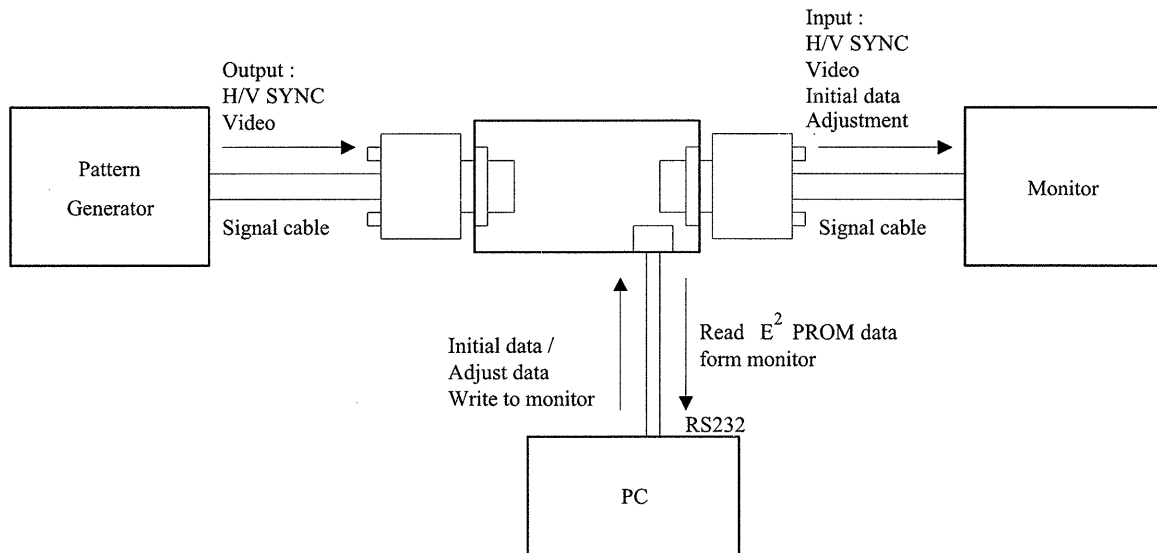 Output :
H/V SYNC
Video
Pattern
Generator
Signal cable
Input :
H/V SYNC
Video
Initial data
Adjustment
Monitor
Signal cable
Initial data /
Adjust data
Write to monitor
Read E² PROM data
form monitor
RS232
PC